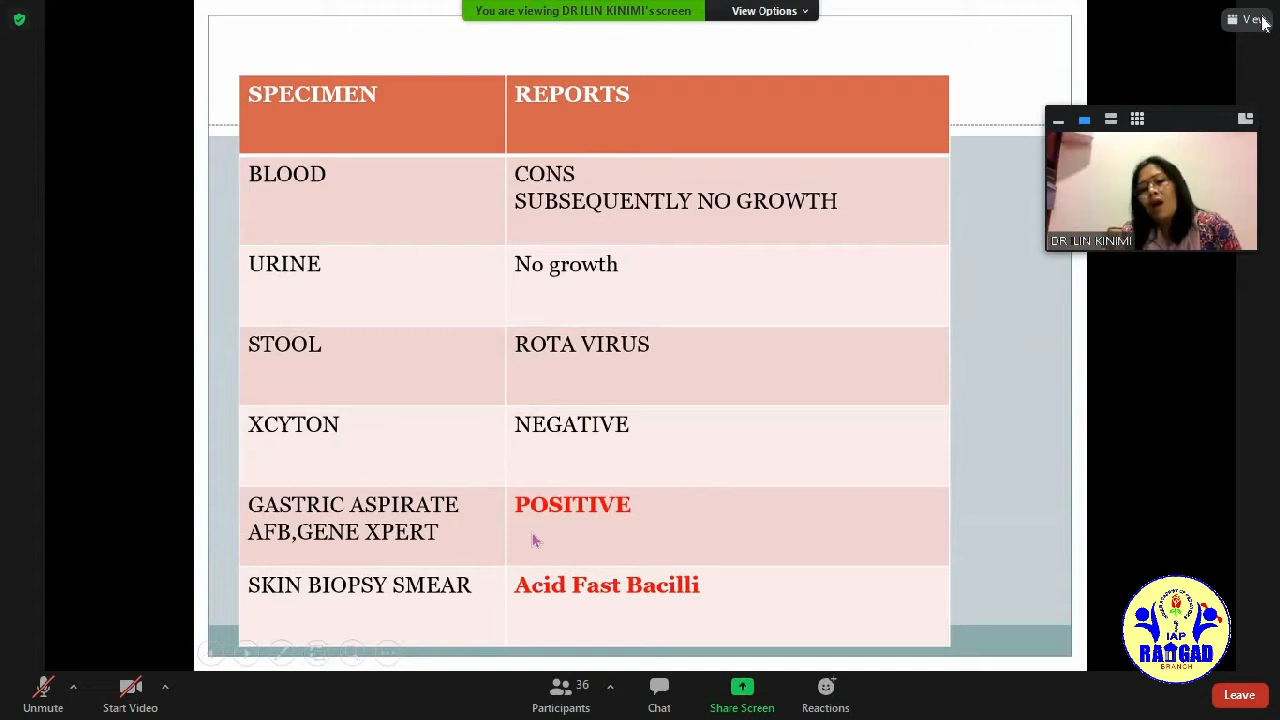 You are viewing DR ILIN KINIMI's screen
View Options
SPECIMEN
REPORTS
BLOOD
CONS
SUBSEQUENTLY NO GROWTH
URINE
No growth
STOOL
ROTA VIRUS
XCYTON
NEGATIVE
GASTRIC ASPIRATE
AFB,GENE XPERT
POSITIVE
SKIN BIOPSY SMEAR
Acid Fast Bacilli
DR ILIN KINIMI
IAP
RAIGAD
BRANCH
Unmute
Start Video
36
Participants
Chat
Share Screen
Reactions
Leave